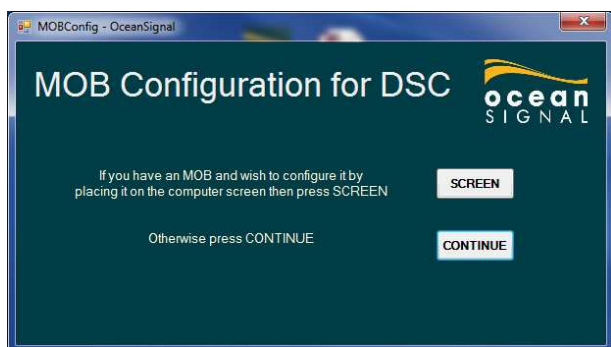 MOBConfig - OceanSignal
MOB Configuration for DSC
ocean
SIGNAL
If you have an MOB and wish to configure it by
placing it on the computer screen then press SCREEN
SCREEN
Otherwise press CONTINUE
CONTINUE